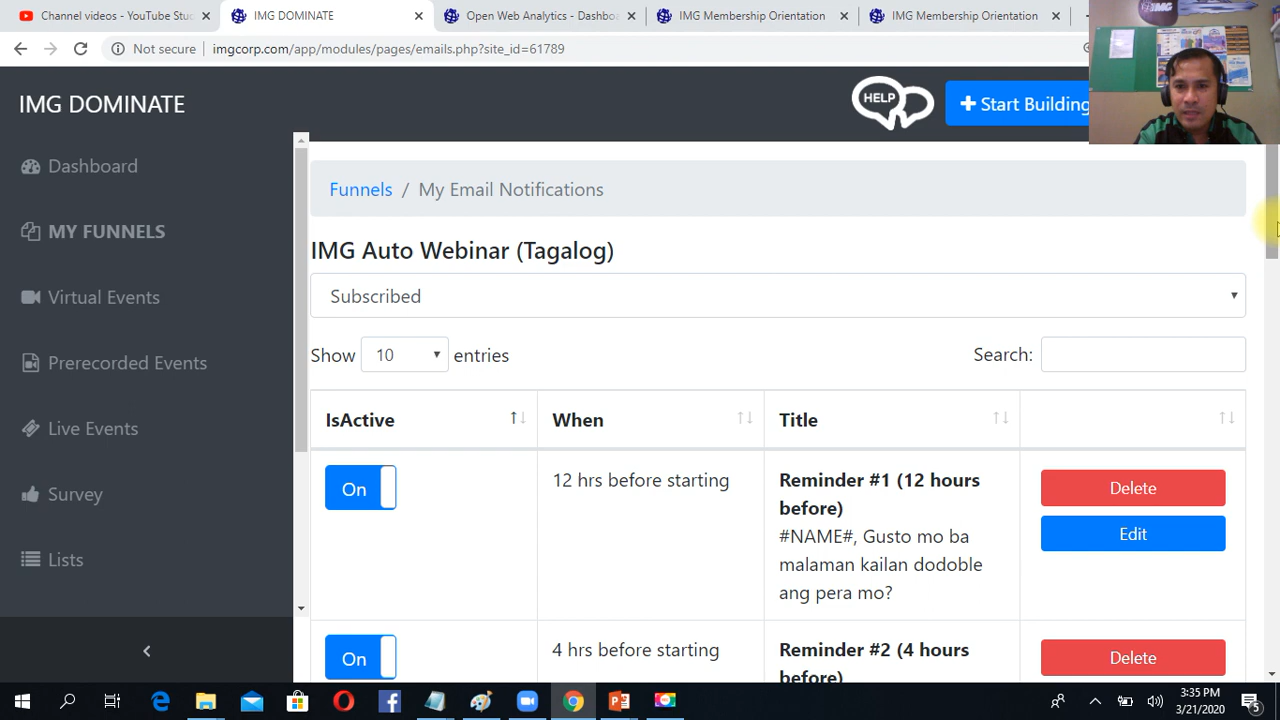 Channel videos - YouTube Stu
IMG DOMINATE
Open Web Analytics - Dashbo
IMG Membership Orientation
IMG Membership Orientation
Not secure
imgcorp.com/app/modules/pages/emails.php?site_id=61789
IMG DOMINATE
HELP
+ Start Building
Dashboard
MY FUNNELS
Virtual Events
Prerecorded Events
Live Events
Survey
Lists
Funnels / My Email Notifications
IMG Auto Webinar (Tagalog)
Subscribed
Show 10 entries
Search:
IsActive
When
Title
On
12 hrs before starting
Reminder #1 (12 hours
before)
#NAME#, Gusto mo ba
malaman kailan dodoble
ang pera mo?
Delete
Edit
On
4 hrs before starting
Reminder #2 (4 hours
before)
Delete
3:35 PM
3/21/2020
5